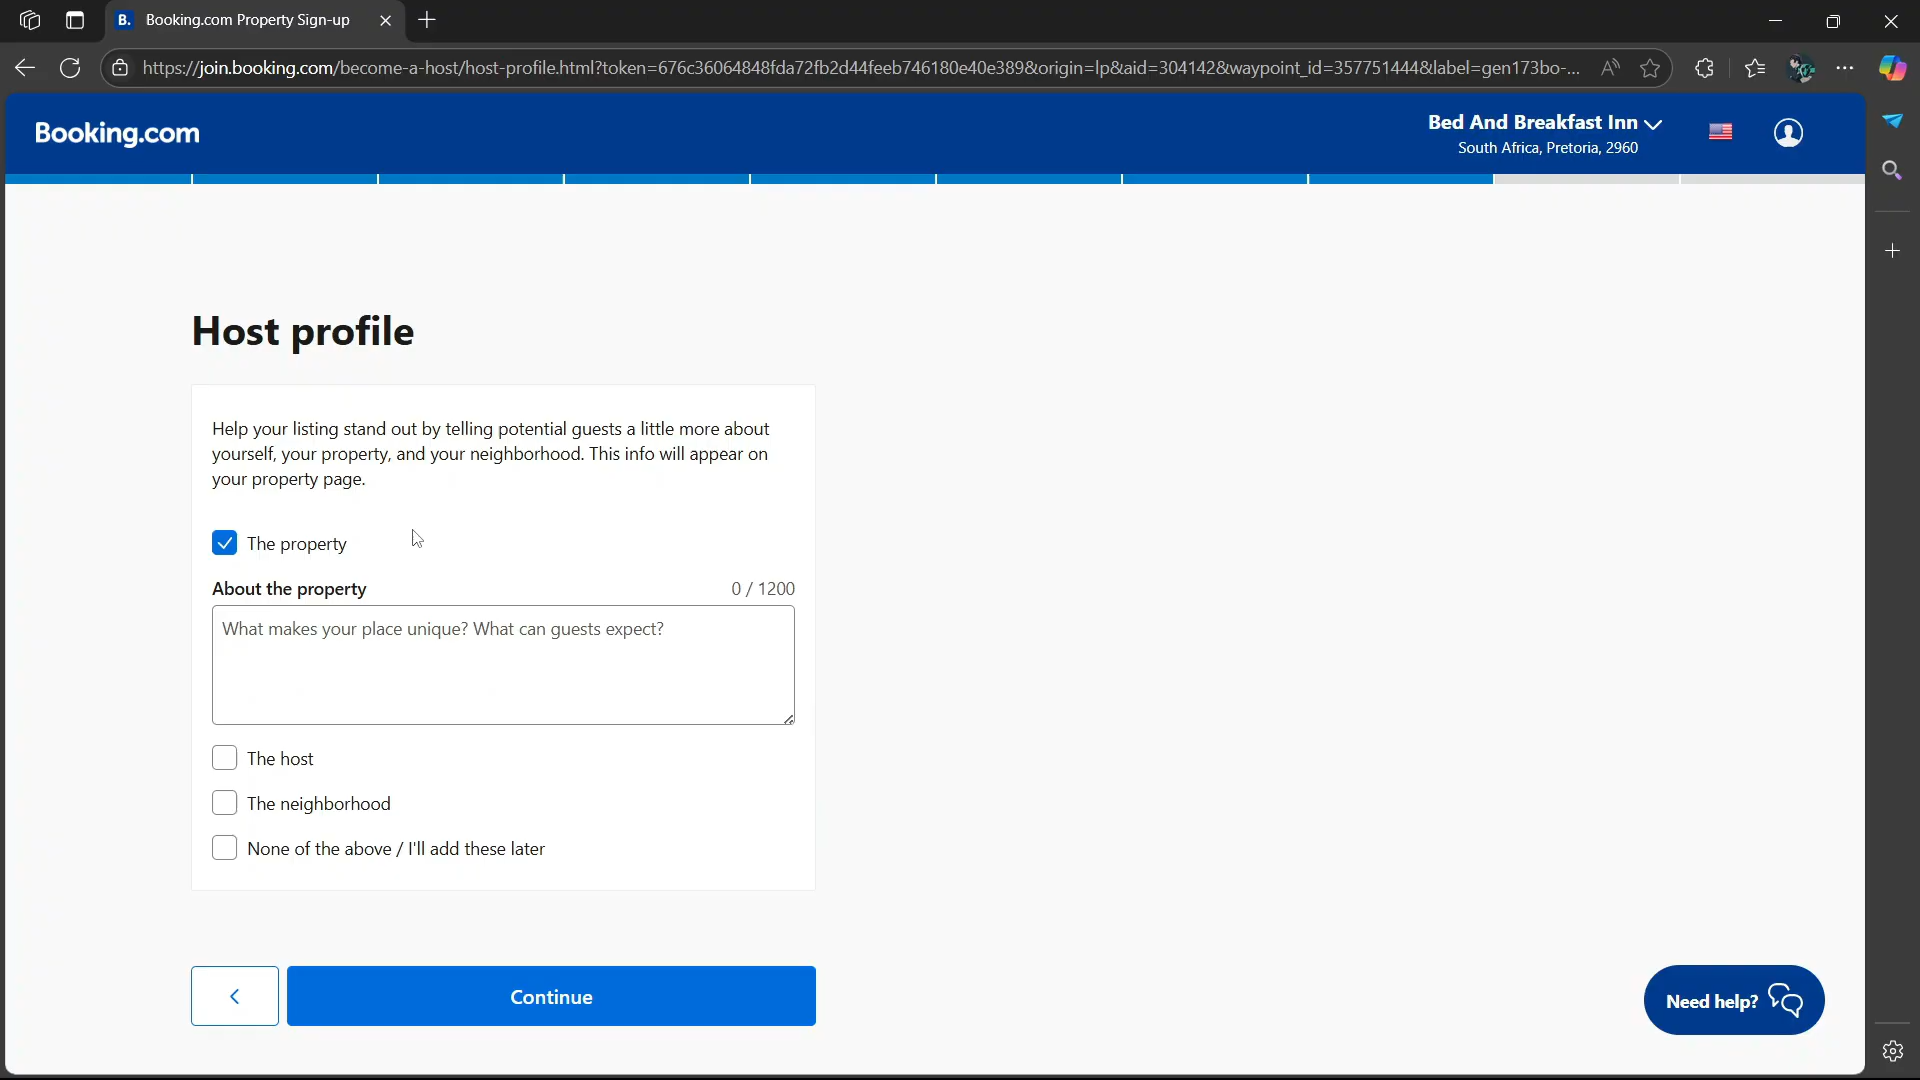 Booking.com Property Sign-up
https://join.booking.com/become-a-host/host-profile.html?token=676c36064848fda72fb2d44feeb746180e40e389&origin=lp&aid=304142&waypoint_id=357751444&label=gen173bo-...
Booking.com
Bed And Breakfast Inn
South Africa, Pretoria, 2960
Host profile
Help your listing stand out by telling potential guests a little more about
yourself, your property, and your neighborhood. This info will appear on
your property page.
The property
About the property 0 / 1200
What makes your place unique? What can guests expect?
The host
The neighborhood
None of the above / I'll add these later
Continue
Need help?